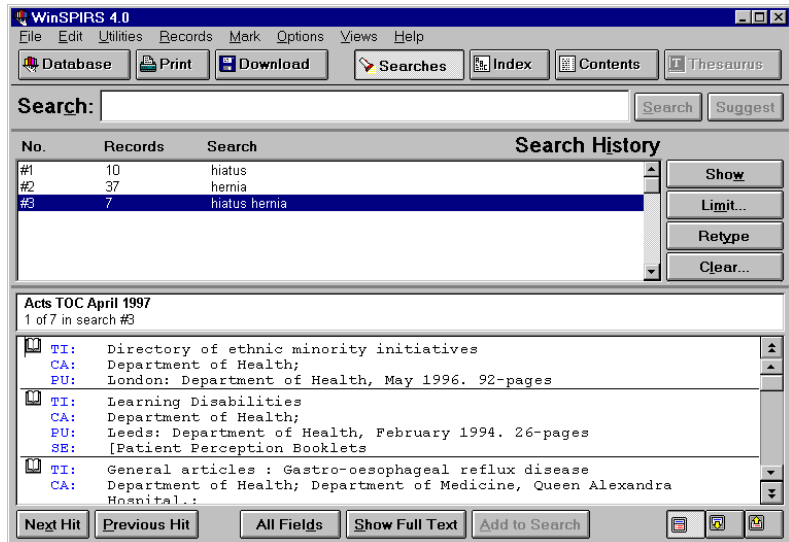 WinSPIRS 4.0
File Edit Utilities Records Mark Options Views Help
Database Print Download Searches Index Contents Thesaurus
Search: Search Suggest
No. Records Search Search History
#1 10 hiatus
#2 37 hernia
#3 7 hiatus hernia
Show
Limit...
Retype
Clear...
Acts TOC April 1997
1 of 7 in search #3
TI: Directory of ethnic minority initiatives
CA: Department of Health;
PU: London: Department of Health, May 1996. 92-pages
TI: Learning Disabilities
CA: Department of Health;
PU: Leeds: Department of Health, February 1994. 26-pages
SE: [Patient Perception Booklets
TI: General articles : Gastro-oesophageal reflux disease
CA: Department of Health; Department of Medicine, Queen Alexandra
Hospital.;
Next Hit Previous Hit All Fields Show Full Text Add to Search